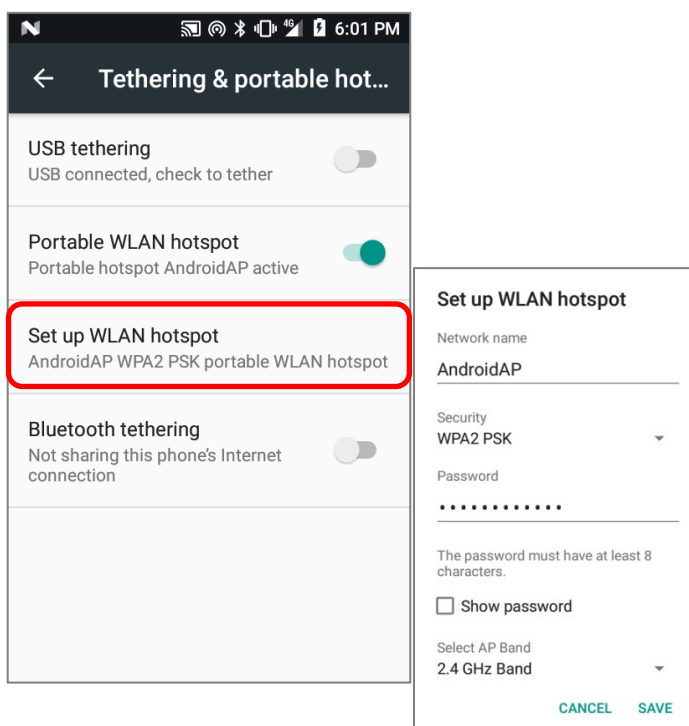 4G 6:01 PM
Tethering & portable hot...
USB tethering
USB connected, check to tether
Portable WLAN hotspot
Portable hotspot AndroidAP active
Set up WLAN hotspot
AndroidAP WPA2 PSK portable WLAN hotspot
Bluetooth tethering
Not sharing this phone's Internet
connection
Set up WLAN hotspot
Network name
AndroidAP
Security
WPA2 PSK
Password
••••••••••••
The password must have at least 8
characters.
Show password
Select AP Band
2.4 GHz Band
CANCEL SAVE